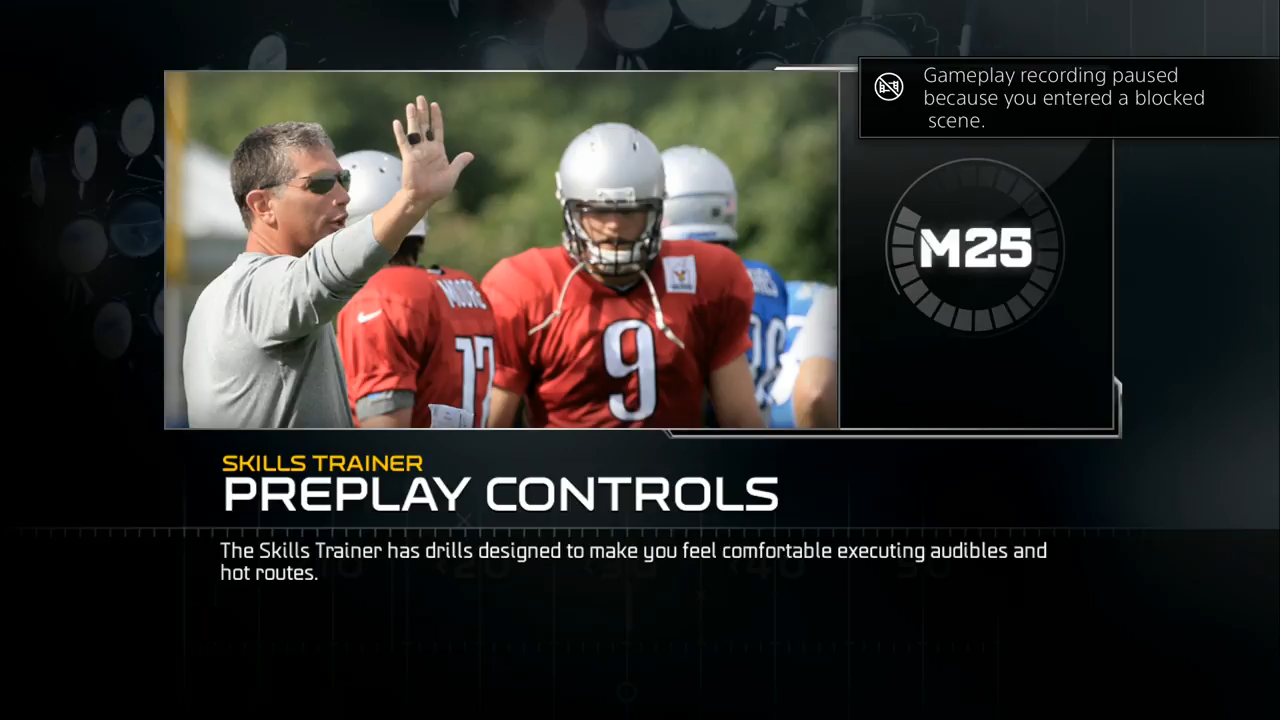 Gameplay recording paused
because you entered a blocked
scene.
M25
MOORE
17
9
SKILLS TRAINER
PREPLAY CONTROLS
The Skills Trainer has drills designed to make you feel comfortable executing audibles and
hot routes.